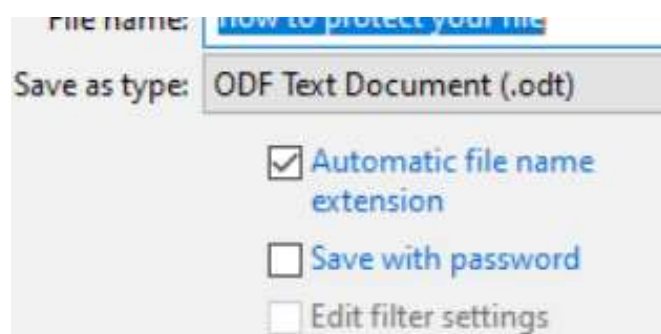 File name: how to protect your file
Save as type: ODF Text Document (.odt)
Automatic file name
extension
Save with password
Edit filter settings